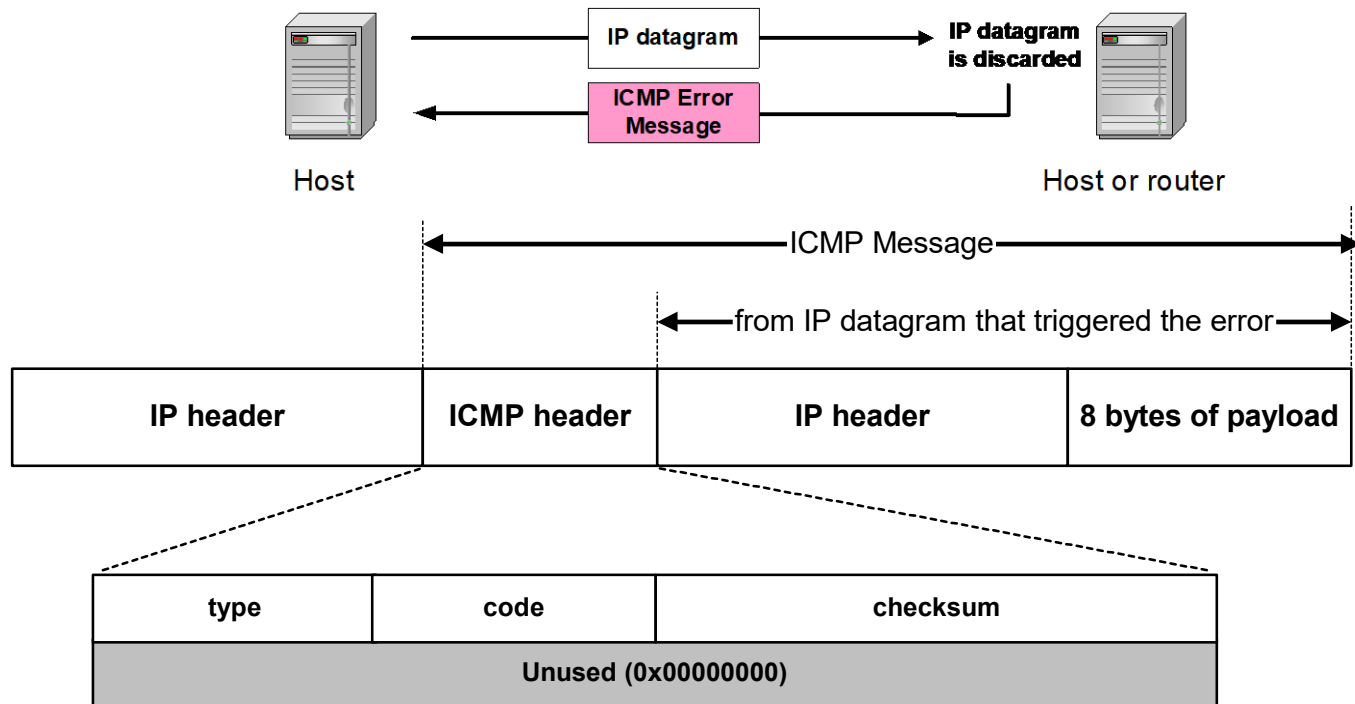 IP datagram
IP datagram
is discarded
ICMP Error
Message
Host
Host or router
ICMP Message
from IP datagram that triggered the error
IP header
ICMP header
IP header
8 bytes of payload
type
code
checksum
Unused (0x00000000)